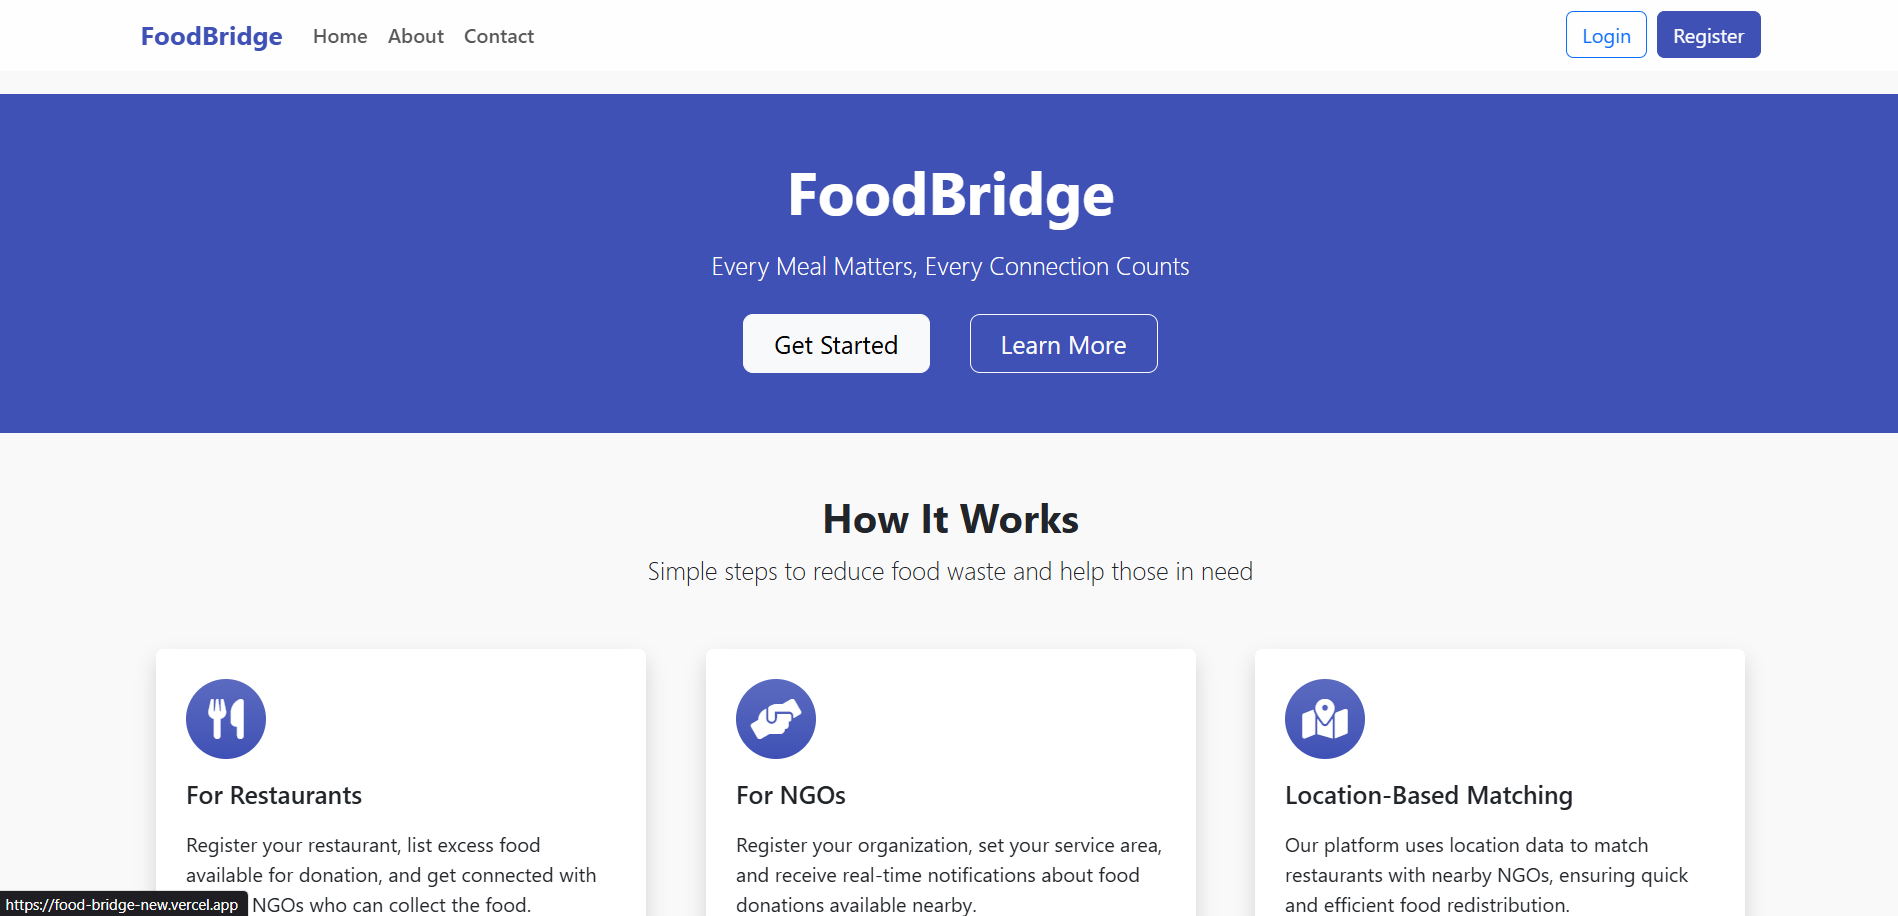 FoodBridge Home About Contact Login Register
FoodBridge
Every Meal Matters, Every Connection Counts
Get Started Learn More
How It Works
Simple steps to reduce food waste and help those in need
For Restaurants
Register your restaurant, list excess food
available for donation, and get connected with
NGOs who can collect the food.
For NGOs
Register your organization, set your service area,
and receive real-time notifications about food
donations available nearby.
Location-Based Matching
Our platform uses location data to match
restaurants with nearby NGOs, ensuring quick
and efficient food redistribution.
https://food-bridge-new.vercel.app